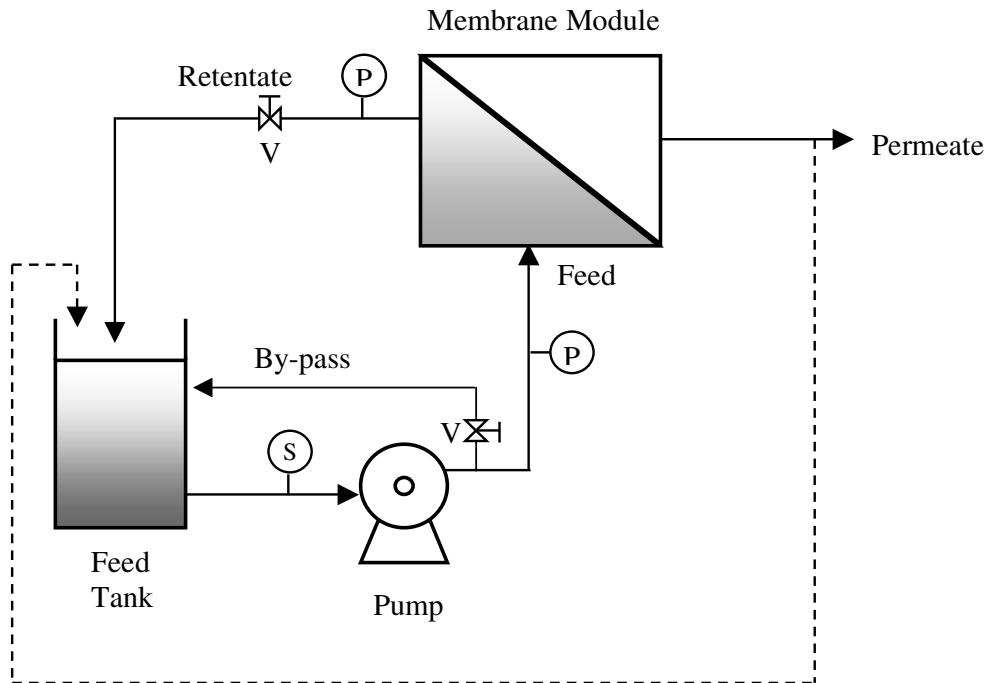 Membrane Module
Retentate
P
V
Permeate
Feed
P
By-pass
V
S
Feed
Tank
Pump